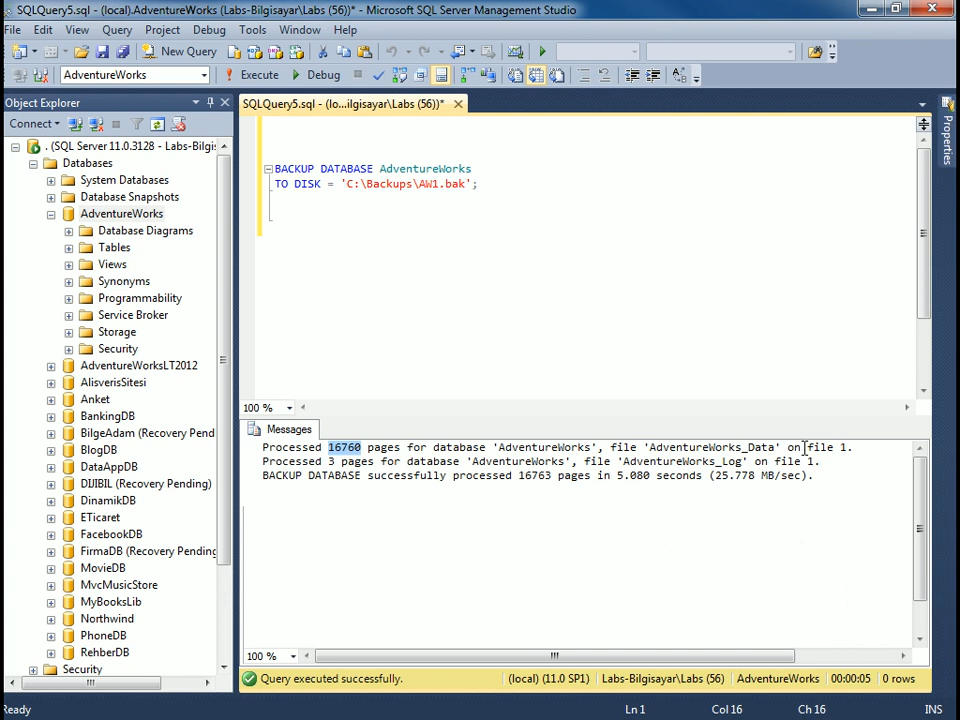 SQLQuery5.sql - (local).AdventureWorks (Labs-Bilgisayar\Labs (56))* - Microsoft SQL Server Management Studio
File Edit View Query Project Debug Tools Window Help
New Query
AdventureWorks Execute Debug
Object Explorer
Connect
. (SQL Server 11.0.3128 - Labs-Bilgis
Databases
System Databases
Database Snapshots
AdventureWorks
Database Diagrams
Tables
Views
Synonyms
Programmability
Service Broker
Storage
Security
AdventureWorksLT2012
AlisverisSitesi
Anket
BankingDB
BilgeAdam (Recovery Pend
BlogDB
DataAppDB
DIJIBIL (Recovery Pending)
DinamikDB
ETicaret
FacebookDB
FirmaDB (Recovery Pending
MovieDB
MvcMusicStore
MyBooksLib
Northwind
PhoneDB
RehberDB
Security
SQLQuery5.sql - (lo...ilgisayar\Labs (56))*
BACKUP DATABASE AdventureWorks
TO DISK = 'C:\Backups\AW1.bak';
100 %
Messages
Processed 16760 pages for database 'AdventureWorks', file 'AdventureWorks_Data' on file 1.
Processed 3 pages for database 'AdventureWorks', file 'AdventureWorks_Log' on file 1.
BACKUP DATABASE successfully processed 16763 pages in 5.080 seconds (25.778 MB/sec).
100 %
Query executed successfully. (local) (11.0 SP1) Labs-Bilgisayar\Labs (56) AdventureWorks 00:00:05 0 rows
Properties
Ready Ln 1 Col 16 Ch 16 INS